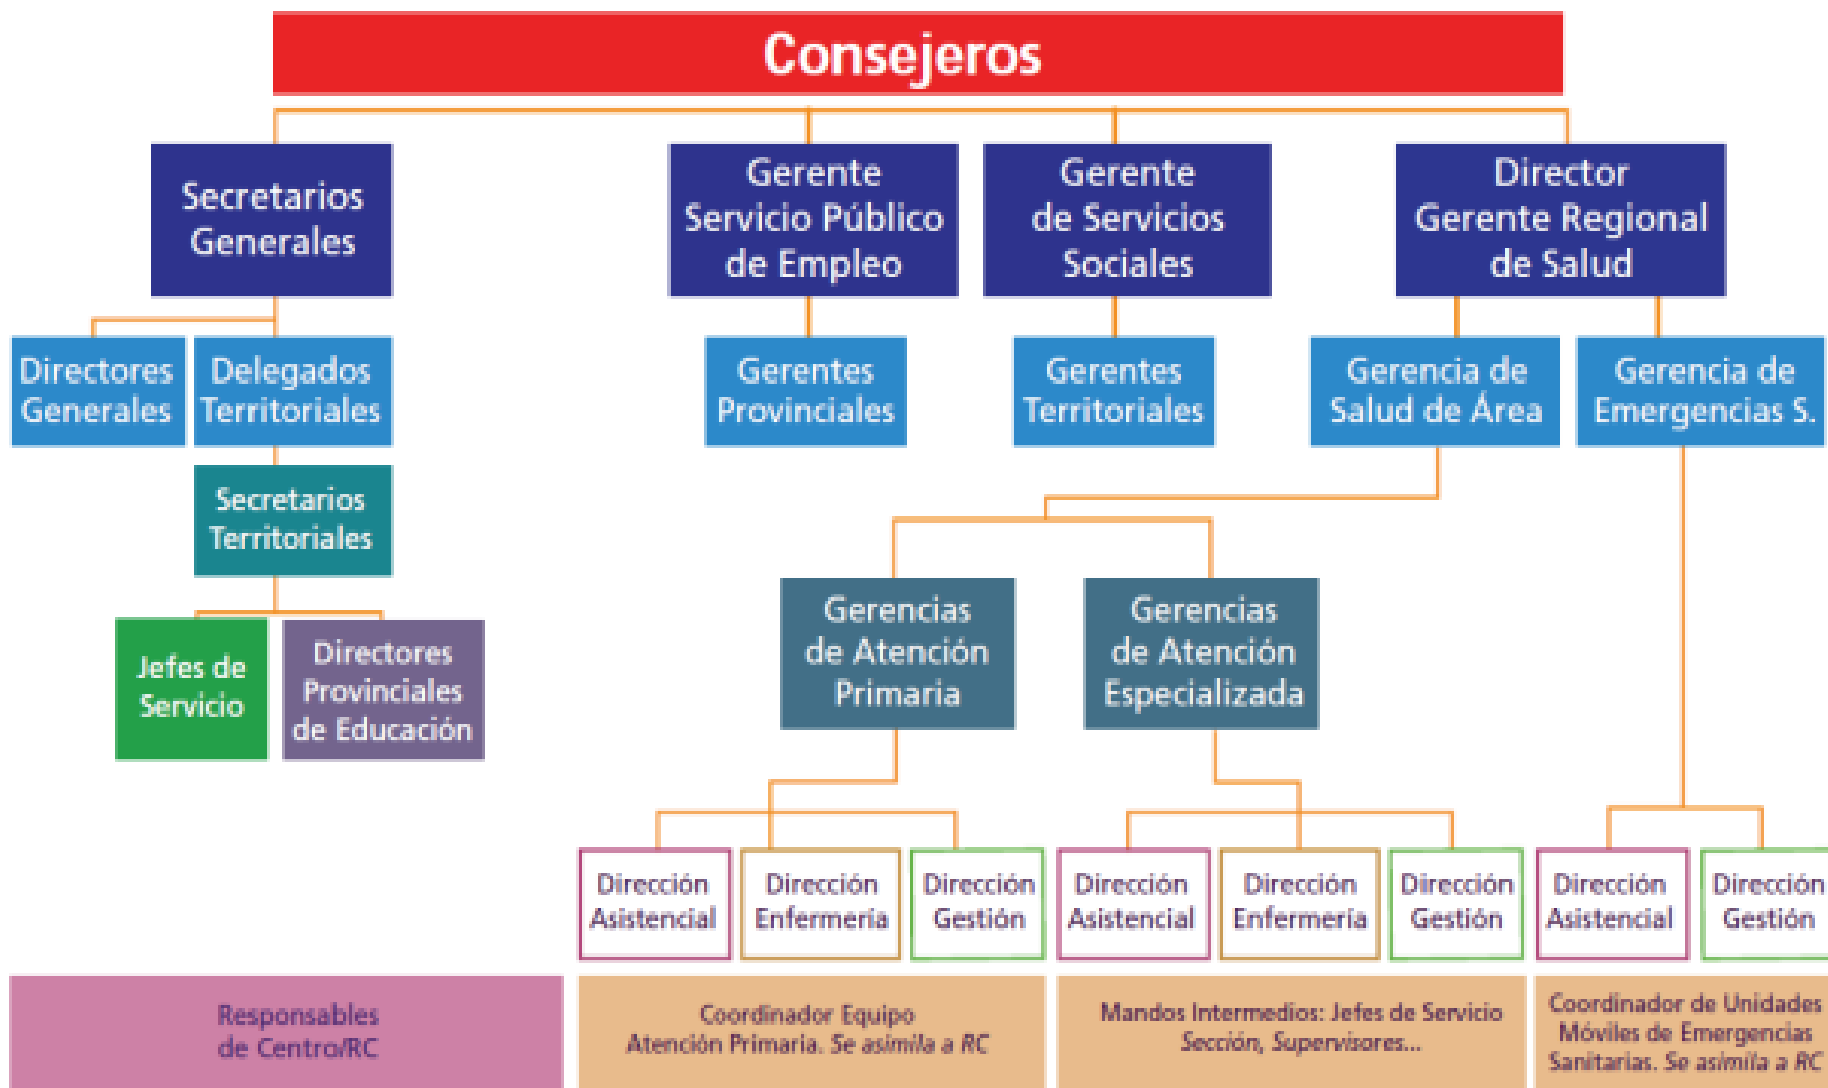 Consejeros
Secretarios
Generales
Gerente
Servicio Público
de Empleo
Gerente
de Servicios
Sociales
Director
Gerente Regional
de Salud
Directores
Generales
Delegados
Territoriales
Gerentes
Provinciales
Gerentes
Territoriales
Gerencia de
Salud de Área
Gerencia de
Emergencias S.
Secretarios
Territoriales
Jefes de
Servicio
Directores
Provinciales
de Educación
Gerencias
de Atención
Primaria
Gerencias
de Atención
Especializada
Dirección
Asistencial
Dirección
Enfermería
Dirección
Gestión
Dirección
Asistencial
Dirección
Enfermería
Dirección
Gestión
Dirección
Asistencial
Dirección
Gestión
Responsables
de Centro/RC
Coordinador Equipo
Atención Primaria. Se asimila a RC
Mandos Intermedios: Jefes de Servicio
Sección, Supervisores...
Coordinador de Unidades
Móviles de Emergencias
Sanitarias. Se asimila a RC